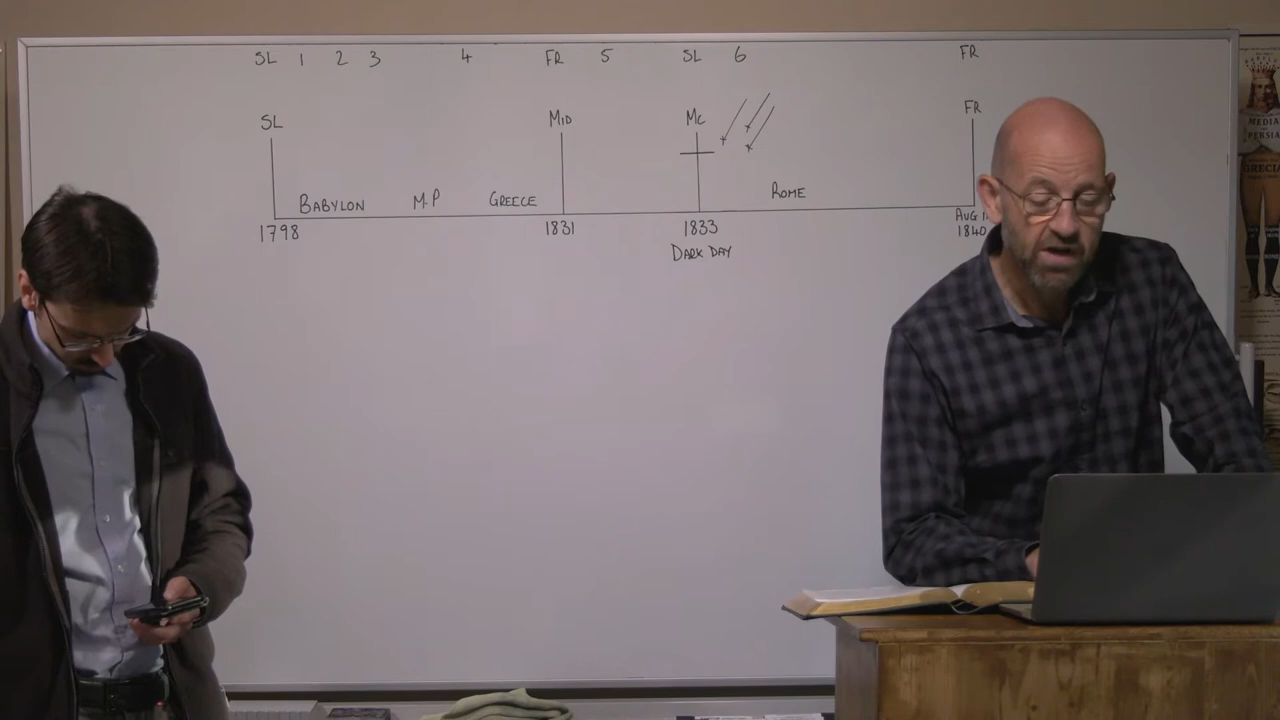 SL 1 2 3 4 FR 5 SL 6 FR
SL MID MC FR
BABYLON M.P GREECE ROME
1798 1831 1833 AUG 1
1840
DARK DAY
MEDIA
PERSIA
GRECIA